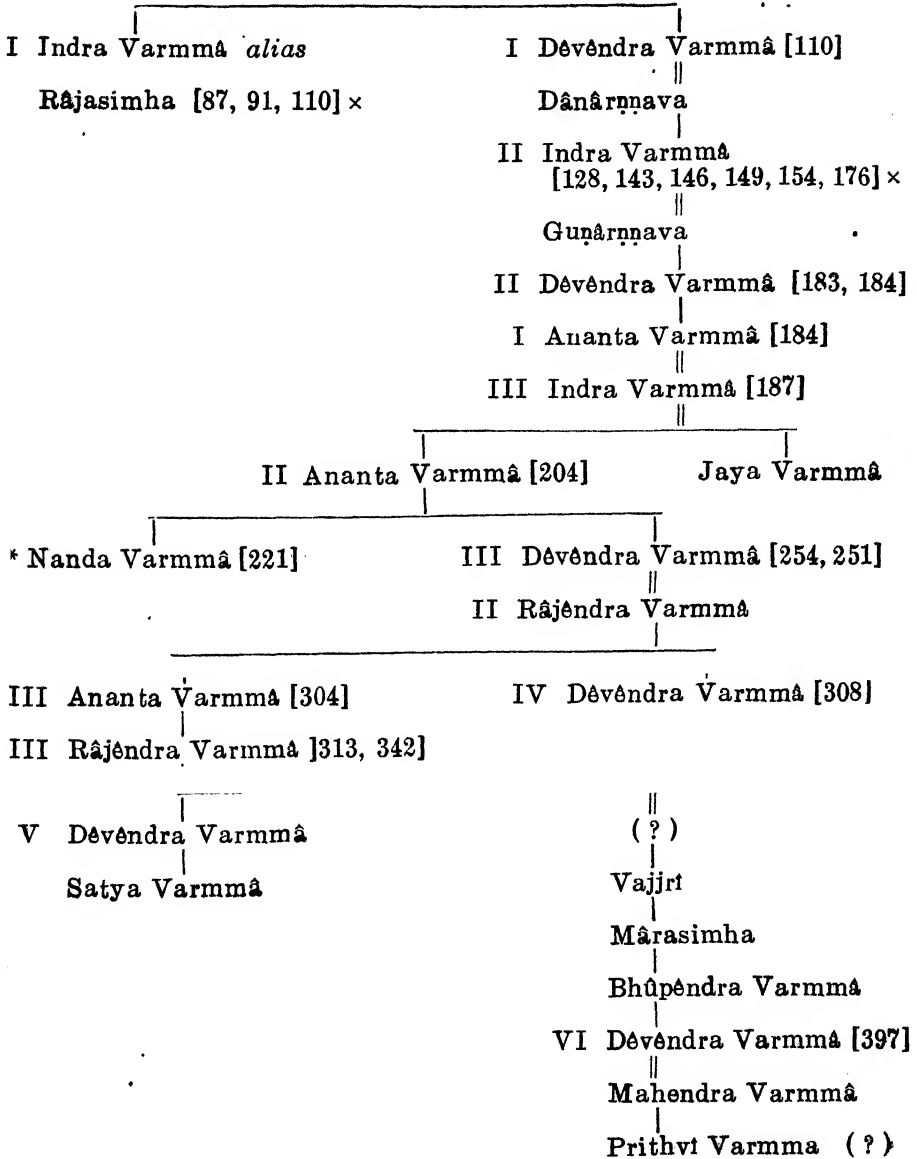 I Indra Varmmâ alias I Dêvêndra Varmmâ [110]
Râjasimha [87, 91, 110] × Dânârṇṇava
II Indra Varmmâ
[128, 143, 146, 149, 154, 176] ×
Guṇârṇṇava
II Dêvêndra Varmmâ [183, 184]
I Ananta Varmmâ [184]
III Indra Varmmâ [187]
II Ananta Varmmâ [204] Jaya Varmmâ
* Nanda Varmmâ [221] III Dêvêndra Varmmâ [254, 251]
II Râjêndra Varmmâ
III Ananta Varmmâ [304] IV Dêvêndra Varmmâ [308]
III Râjêndra Varmmâ ]313, 342]
V Dêvêndra Varmmâ ( ? )
Satya Varmmâ Vajjrî
Mârasimha
Bhûpêndra Varmmâ
VI Dêvêndra Varmmâ [397]
Mahendra Varmmâ
Prithvî Varmma ( ? )